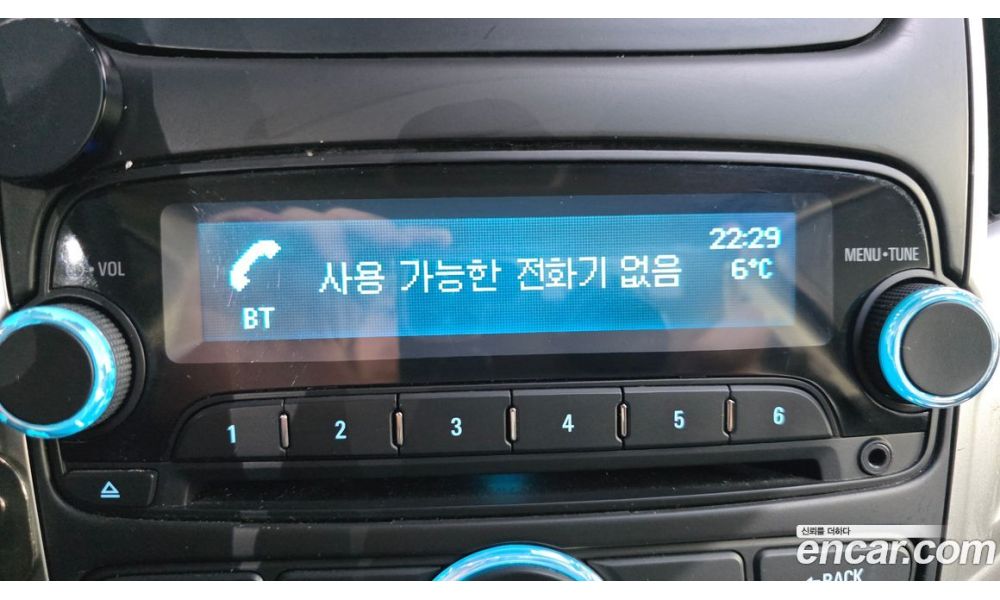 22:29
사용 가능한 전화기 없음
6°C
BT
VOL
MENU•TUNE
1 2 3 4 5 6
신뢰를 더하다
encar.com
BACK